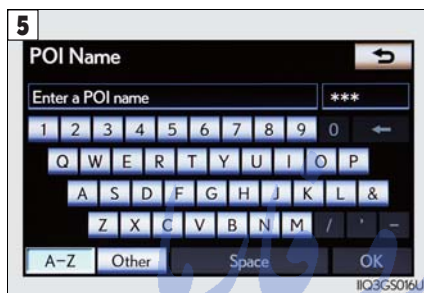 5
POI Name
Enter a POI name ***
1 2 3 4 5 6 7 8 9 0
Q W E R T Y U I O P
A S D F G H J K L &
Z X C V B N M / ' -
A-Z Other Space OK
IIQ3GS016U